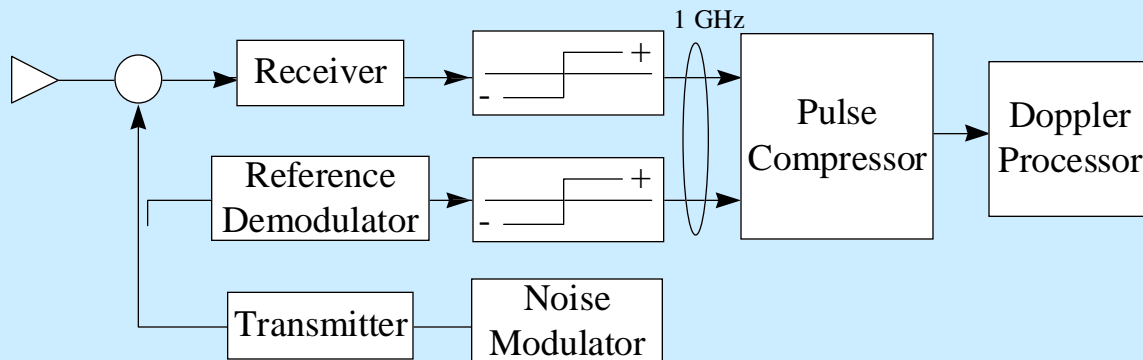 1 GHz
Receiver
+
-
Pulse
Compressor
Doppler
Processor
Reference
Demodulator
+
-
Transmitter
Noise
Modulator